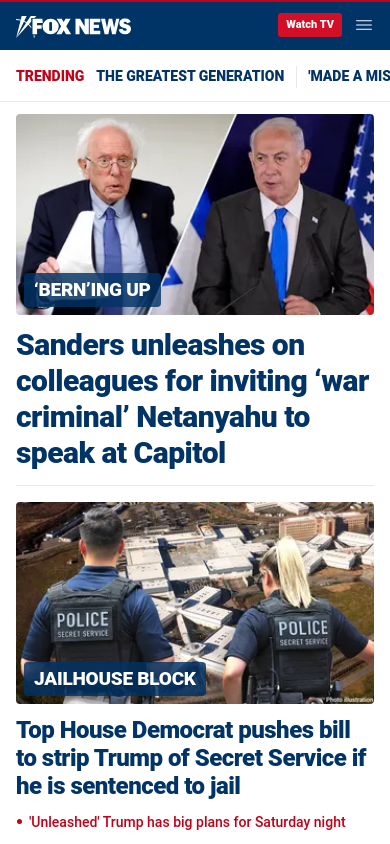 FOX NEWS
Watch TV
TRENDING THE GREATEST GENERATION 'MADE A MIS
‘BERN’ING UP
Sanders unleashes on
colleagues for inviting ‘war
criminal’ Netanyahu to
speak at Capitol
POLICE
SECRET SERVICE
POLICE
SECRET SERVICE
JAILHOUSE BLOCK
Photo illustration
Top House Democrat pushes bill
to strip Trump of Secret Service if
he is sentenced to jail
• 'Unleashed' Trump has big plans for Saturday night